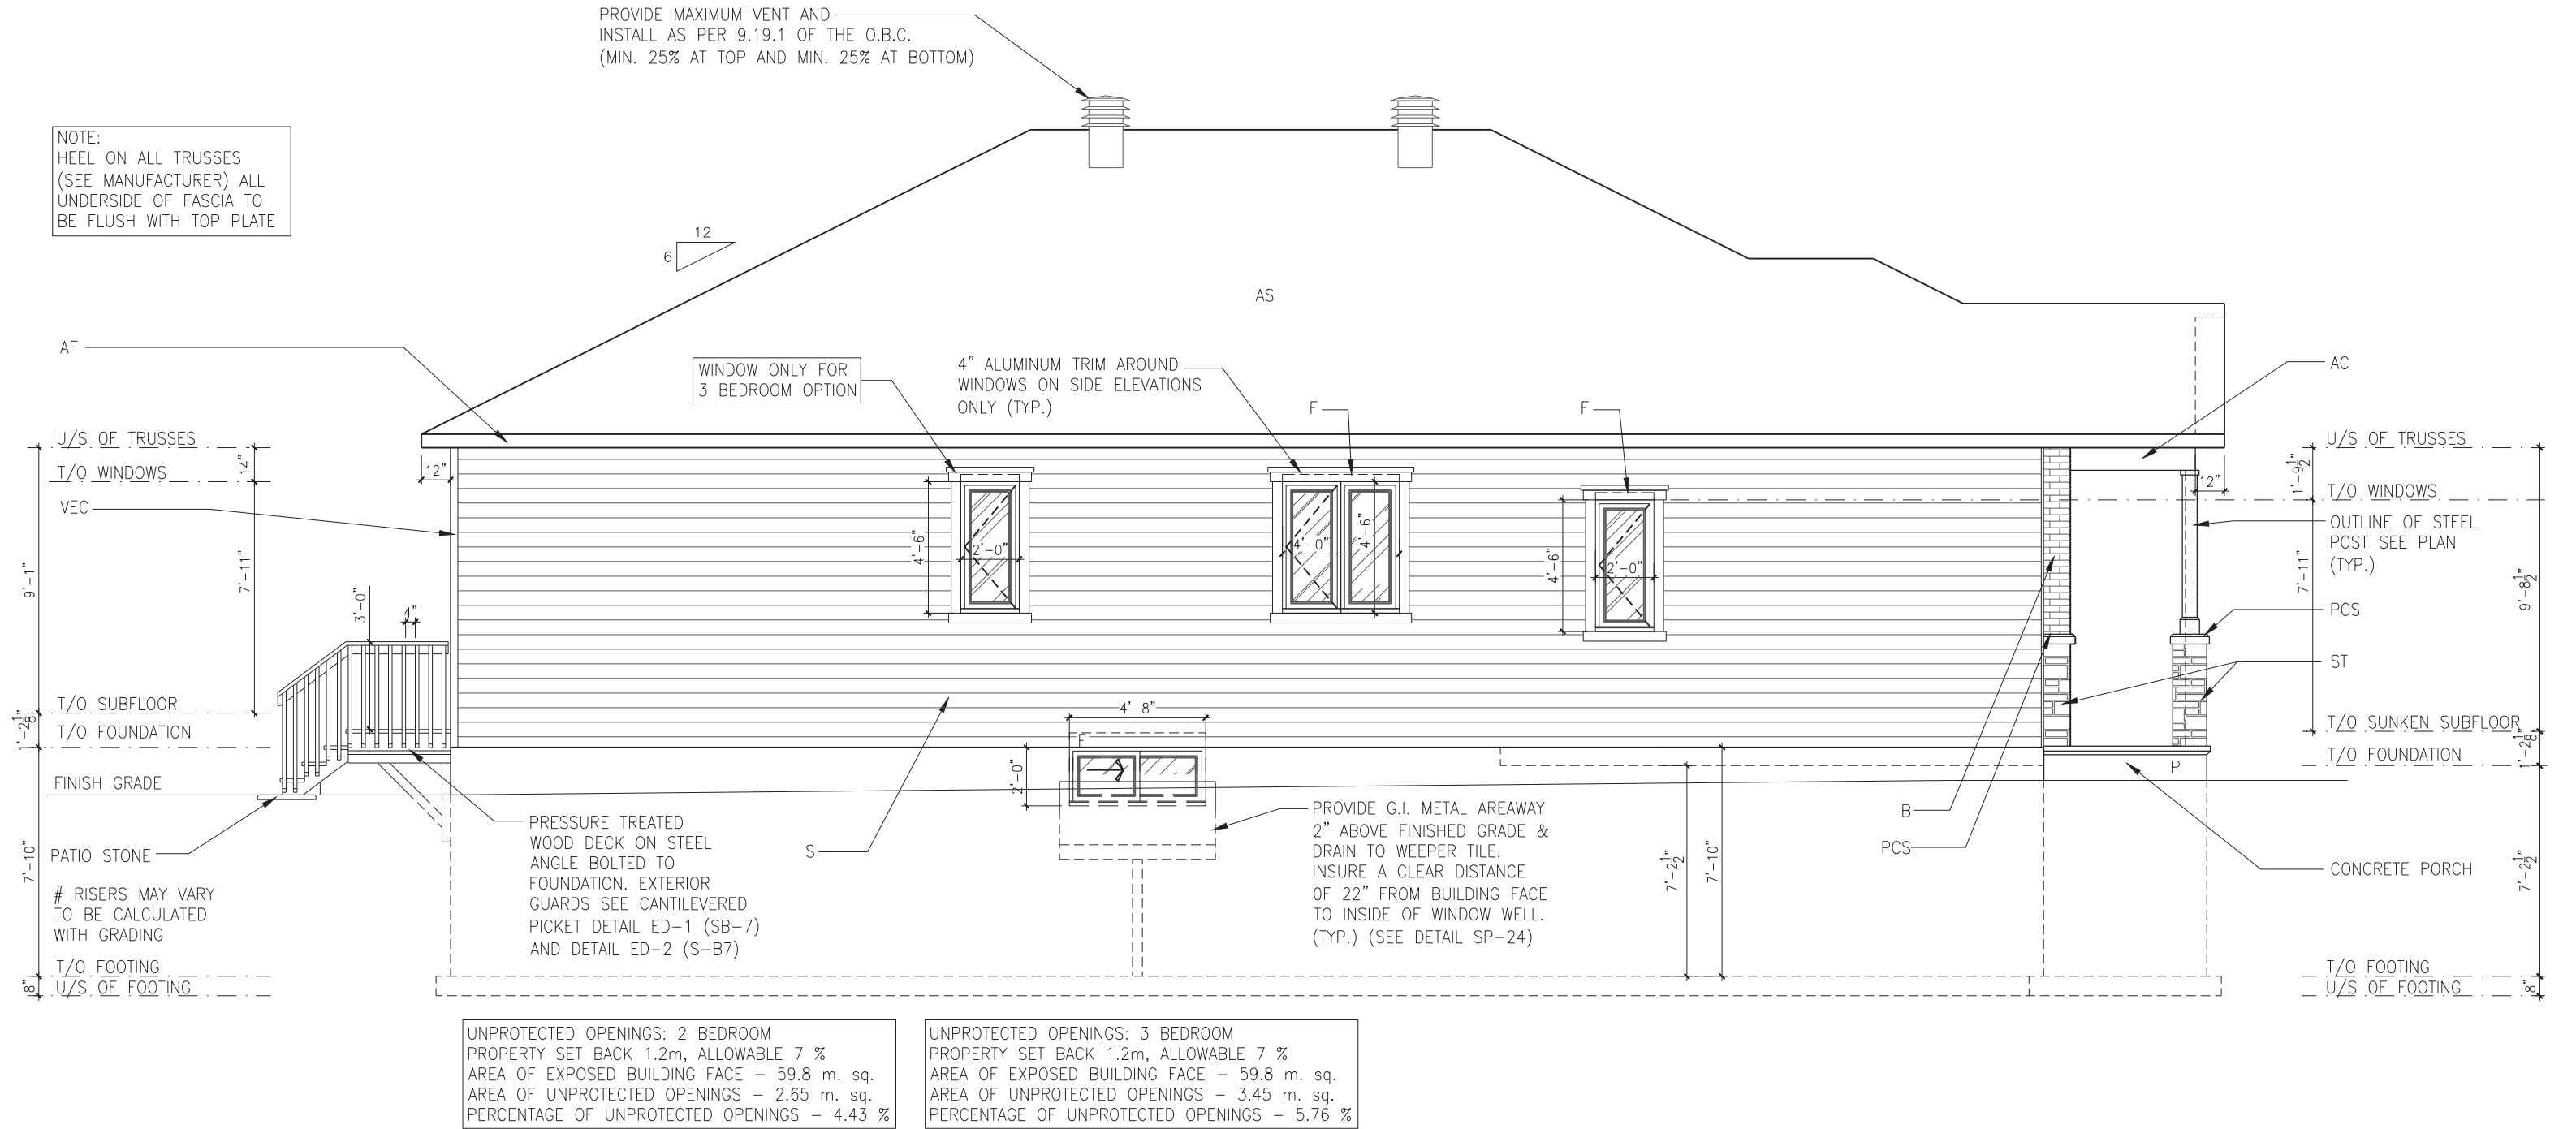 PROVIDE MAXIMUM VENT AND
INSTALL AS PER 9.19.1 OF THE O.B.C.
(MIN. 25% AT TOP AND MIN. 25% AT BOTTOM)
NOTE:
HEEL ON ALL TRUSSES
(SEE MANUFACTURER) ALL
UNDERSIDE OF FASCIA TO
BE FLUSH WITH TOP PLATE
12
6
AS
AF
WINDOW ONLY FOR
3 BEDROOM OPTION
4" ALUMINUM TRIM AROUND
WINDOWS ON SIDE ELEVATIONS
ONLY (TYP.)
F
F
AC
U/S OF TRUSSES
T/O WINDOWS
VEC
14"
12"
9'-1"
7'-11"
3'-0"
4"
T/O SUBFLOOR
T/O FOUNDATION
1'-2 1/8"
FINISH GRADE
PATIO STONE
# RISERS MAY VARY
TO BE CALCULATED
WITH GRADING
7'-10"
T/O FOOTING
U/S OF FOOTING
8"
4'-6"
2'-0"
4'-0"
4'-6"
4'-6"
2'-0"
4'-8"
F
2'-0"
PRESSURE TREATED
WOOD DECK ON STEEL
ANGLE BOLTED TO
FOUNDATION. EXTERIOR
GUARDS SEE CANTILEVERED
PICKET DETAIL ED-1 (SB-7)
AND DETAIL ED-2 (S-B7)
S
PROVIDE G.I. METAL AREAWAY
2" ABOVE FINISHED GRADE &
DRAIN TO WEEPER TILE.
INSURE A CLEAR DISTANCE
OF 22" FROM BUILDING FACE
TO INSIDE OF WINDOW WELL.
(TYP.) (SEE DETAIL SP-24)
7'-2 1/2"
7'-10"
B
PCS
P
U/S OF TRUSSES
1'-9 1/2"
12"
T/O WINDOWS
OUTLINE OF STEEL
POST SEE PLAN
(TYP.)
7'-11"
9'-8 1/2"
PCS
ST
T/O SUNKEN SUBFLOOR
T/O FOUNDATION
1'-2 1/8"
CONCRETE PORCH
7'-2 1/2"
T/O FOOTING
U/S OF FOOTING
8"
UNPROTECTED OPENINGS: 2 BEDROOM
PROPERTY SET BACK 1.2m, ALLOWABLE 7 %
AREA OF EXPOSED BUILDING FACE - 59.8 m. sq.
AREA OF UNPROTECTED OPENINGS - 2.65 m. sq.
PERCENTAGE OF UNPROTECTED OPENINGS - 4.43 %
UNPROTECTED OPENINGS: 3 BEDROOM
PROPERTY SET BACK 1.2m, ALLOWABLE 7 %
AREA OF EXPOSED BUILDING FACE - 59.8 m. sq.
AREA OF UNPROTECTED OPENINGS - 3.45 m. sq.
PERCENTAGE OF UNPROTECTED OPENINGS - 5.76 %